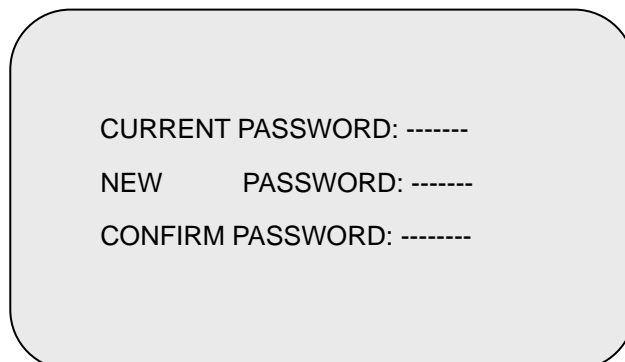 CURRENT PASSWORD: -------
NEW PASSWORD: -------
CONFIRM PASSWORD: --------